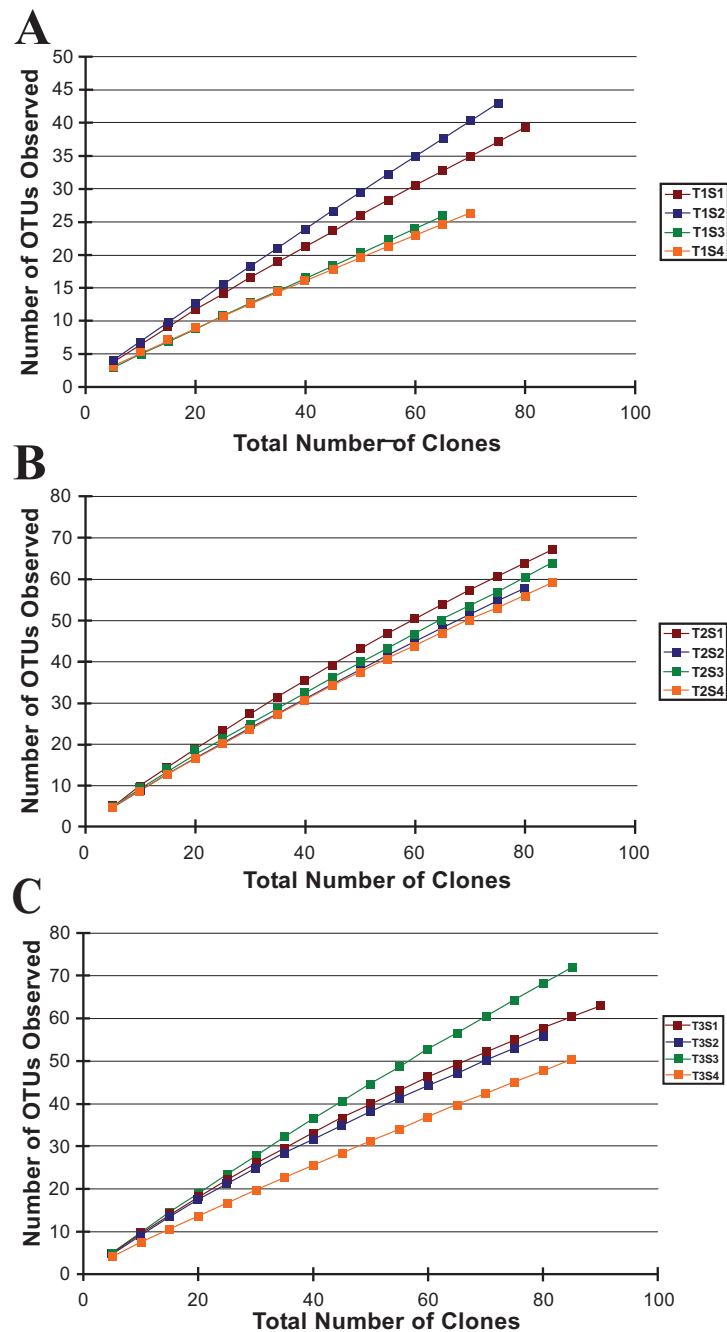 A
50
45
40
35
30
25
20
15
10
5
0
Number of OTUs Observed
0 20 40 60 80 100
Total Number of Clones
T1S1
T1S2
T1S3
T1S4
B
80
70
60
50
40
30
20
10
0
Number of OTUs Observed
0 20 40 60 80 100
Total Number of Clones
T2S1
T2S2
T2S3
T2S4
C
80
70
60
50
40
30
20
10
0
Number of OTUs Observed
0 20 40 60 80 100
Total Number of Clones
T3S1
T3S2
T3S3
T3S4